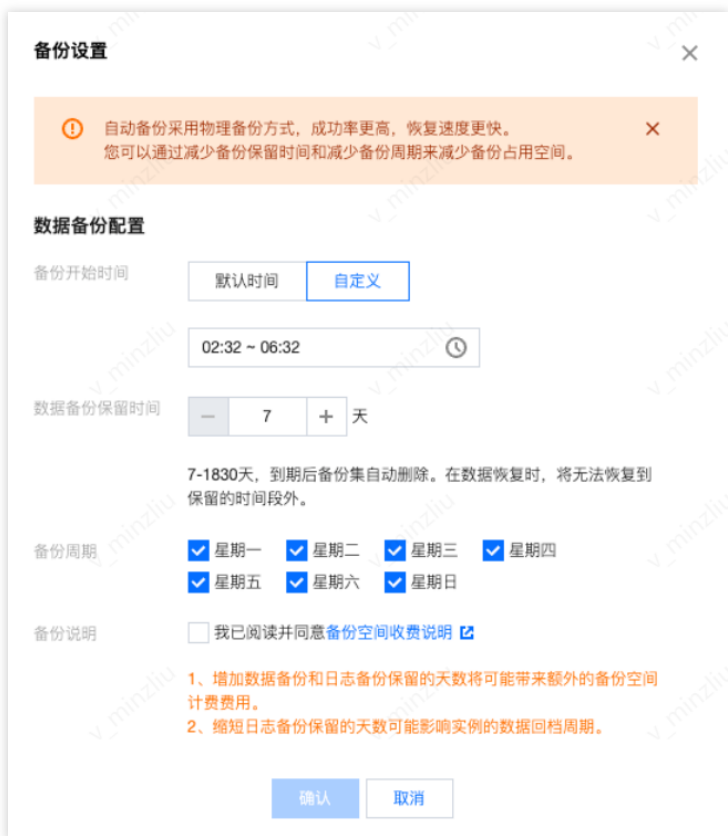 备份设置
自动备份采用物理备份方式，成功率更高，恢复速度更快。
您可以通过减少备份保留时间和减少备份周期来减少备份占用空间。
数据备份配置
备份开始时间
默认时间 自定义
02:32 ~ 06:32
数据备份保留时间
7 天
7-1830天，到期后备份集自动删除。在数据恢复时，将无法恢复到
保留的时间段外。
备份周期
星期一 星期二 星期三 星期四
星期五 星期六 星期日
备份说明
我已阅读并同意备份空间收费说明
1、增加数据备份和日志备份保留的天数将可能带来额外的备份空间
计费费用。
2、缩短日志备份保留的天数可能影响实例的数据回档周期。
确认 取消
v_minzliu